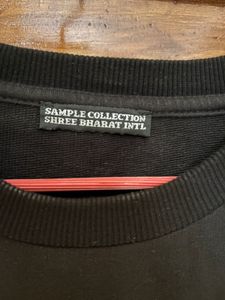 SAMPLE COLLECTION
SHREE BHARAT INTL